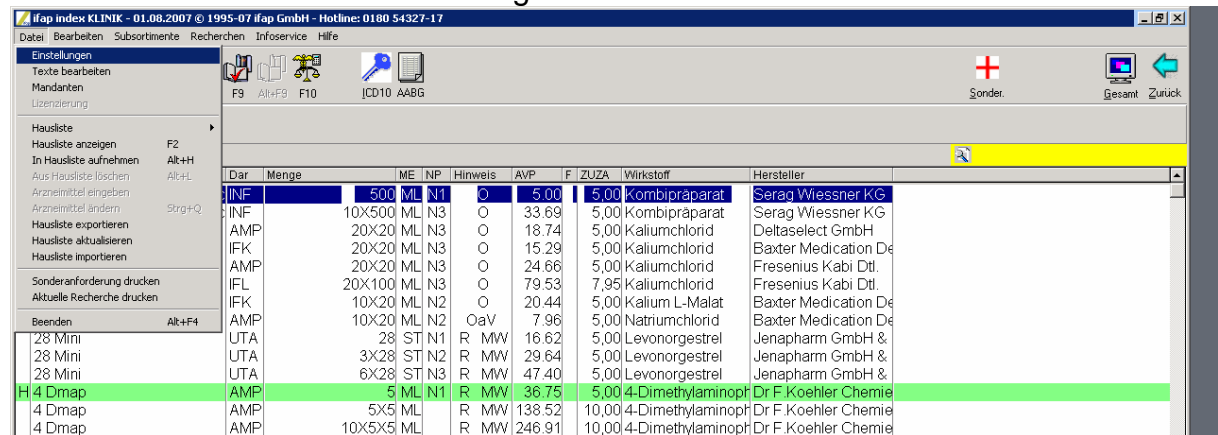 ifap index KLINIK - 01.08.2007 © 1995-07 ifap GmbH - Hotline: 0180 54327-17
Datei Bearbeiten Subsortimente Recherchen Infoservice Hilfe
Einstellungen
Texte bearbeiten
Mandanten
Lizenzierung
Hausliste
Hausliste anzeigen F2
In Hausliste aufnehmen Alt+H
Aus Hausliste löschen Alt+L
Arzneimittel eingeben
Arzneimittel ändern Strg+Q
Hausliste exportieren
Hausliste aktualisieren
Hausliste importieren
Sonderanforderung drucken
Aktuelle Recherche drucken
Beenden Alt+F4
F9 Alt+F9 F10 ICD10 AABG Sonder. Gesamt Zurück
Dar Menge ME NP Hinweis AVP F ZUZA Wirkstoff Hersteller
INF 500 ML N1 O 5.00 5,00 Kombipräparat Serag Wiessner KG
INF 10X500 ML N3 O 33.69 5,00 Kombipräparat Serag Wiessner KG
AMP 20X20 ML N3 O 18.74 5,00 Kaliumchlorid Deltaselect GmbH
IFK 20X20 ML N3 O 15.29 5,00 Kaliumchlorid Baxter Medication De
AMP 20X20 ML N3 O 24.66 5,00 Kaliumchlorid Fresenius Kabi Dtl.
IFL 20X100 ML N3 O 79.53 7,95 Kaliumchlorid Fresenius Kabi Dtl.
IFK 10X20 ML N2 O 20.44 5,00 Kalium L-Malat Baxter Medication De
AMP 10X20 ML N2 OaV 7.96 5,00 Natriumchlorid Baxter Medication De
28 Mini UTA 28 ST N1 R MW 16.62 5,00 Levonorgestrel Jenapharm GmbH &
28 Mini UTA 3X28 ST N2 R MW 29.64 5,00 Levonorgestrel Jenapharm GmbH &
28 Mini UTA 6X28 ST N3 R MW 47.40 5,00 Levonorgestrel Jenapharm GmbH &
H 4 Dmap AMP 5 ML N1 R MW 36.75 5,00 4-Dimethylaminoph Dr F.Koehler Chemie
4 Dmap AMP 5X5 ML R MW 138.52 10,00 4-Dimethylaminoph Dr F.Koehler Chemie
4 Dmap AMP 10X5X5 ML R MW 246.91 10,00 4-Dimethylaminoph Dr F.Koehler Chemie